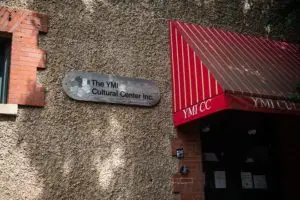 The YMI
Cultural Center Inc.
YMI CC
YMI CU